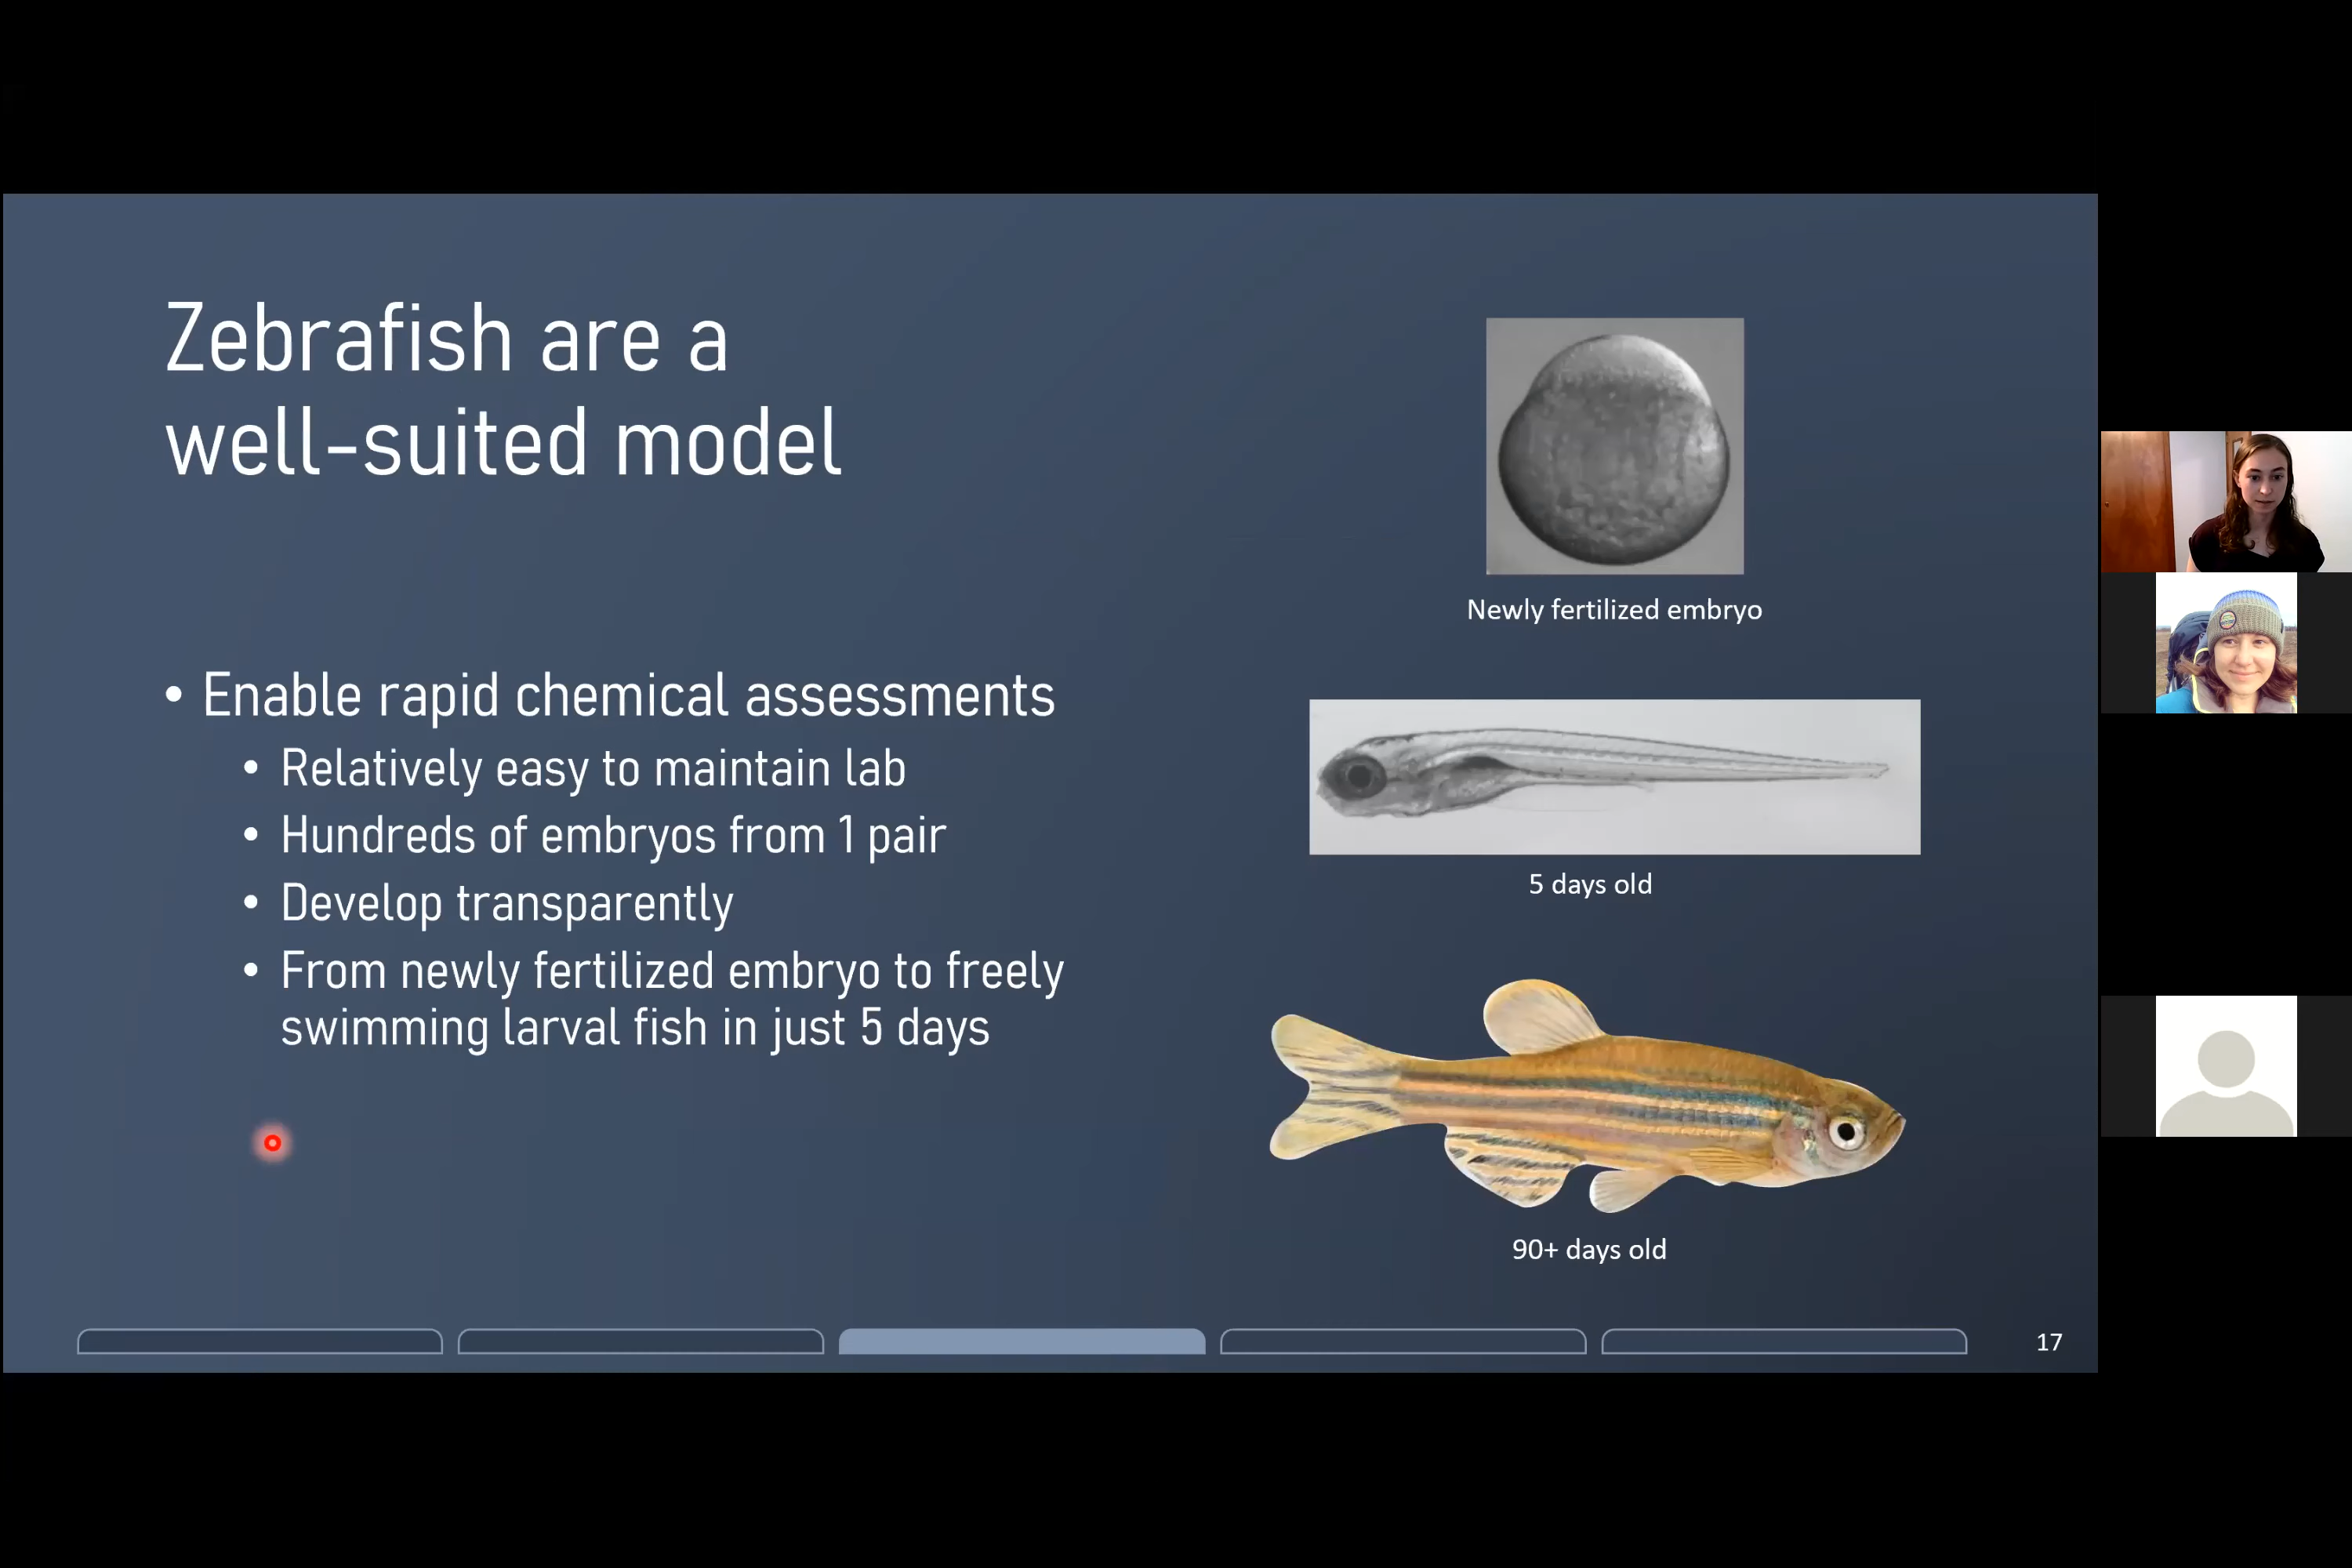 Zebrafish are a
well-suited model
• Enable rapid chemical assessments
• Relatively easy to maintain lab
• Hundreds of embryos from 1 pair
• Develop transparently
• From newly fertilized embryo to freely
swimming larval fish in just 5 days
Newly fertilized embryo
5 days old
90+ days old
17